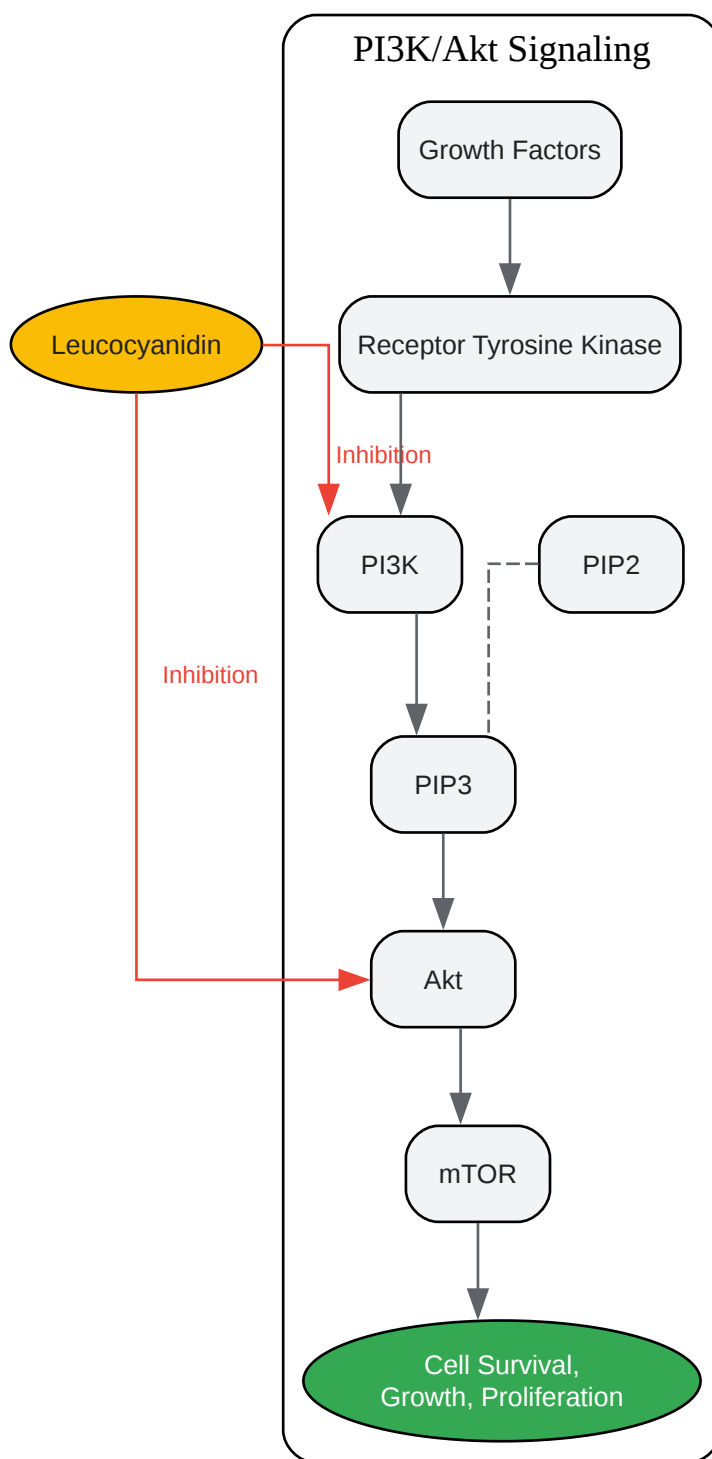 PI3K/Akt Signaling
Growth Factors
Leucocyanidin
Receptor Tyrosine Kinase
Inhibition
PI3K
PIP2
Inhibition
PIP3
Akt
mTOR
Cell Survival,
Growth, Proliferation